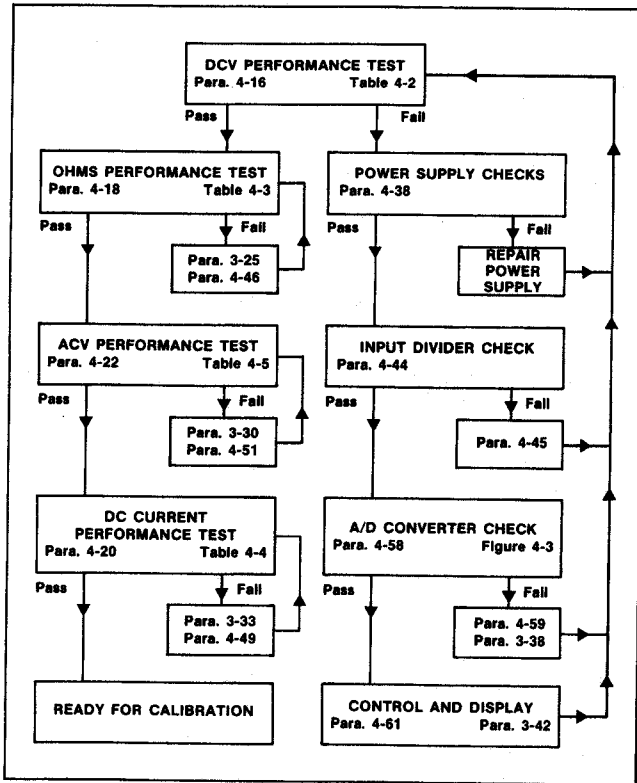 DCV PERFORMANCE TEST
Para. 4-16 Table 4-2
Pass Fail
OHMS PERFORMANCE TEST
Para. 4-18 Table 4-3
Pass Fail
Para. 3-25
Para. 4-46
ACV PERFORMANCE TEST
Para. 4-22 Table 4-5
Pass Fail
Para. 3-30
Para. 4-51
DC CURRENT
PERFORMANCE TEST
Para. 4-20 Table 4-4
Pass Fail
Para. 3-33
Para. 4-49
READY FOR CALIBRATION
POWER SUPPLY CHECKS
Para. 4-38
Pass Fail
REPAIR
POWER
SUPPLY
INPUT DIVIDER CHECK
Para. 4-44
Pass Fail
Para. 4-45
A/D CONVERTER CHECK
Para. 4-58 Figure 4-3
Pass Fail
Para. 4-59
Para. 3-38
CONTROL AND DISPLAY
Para. 4-61 Para. 3-42